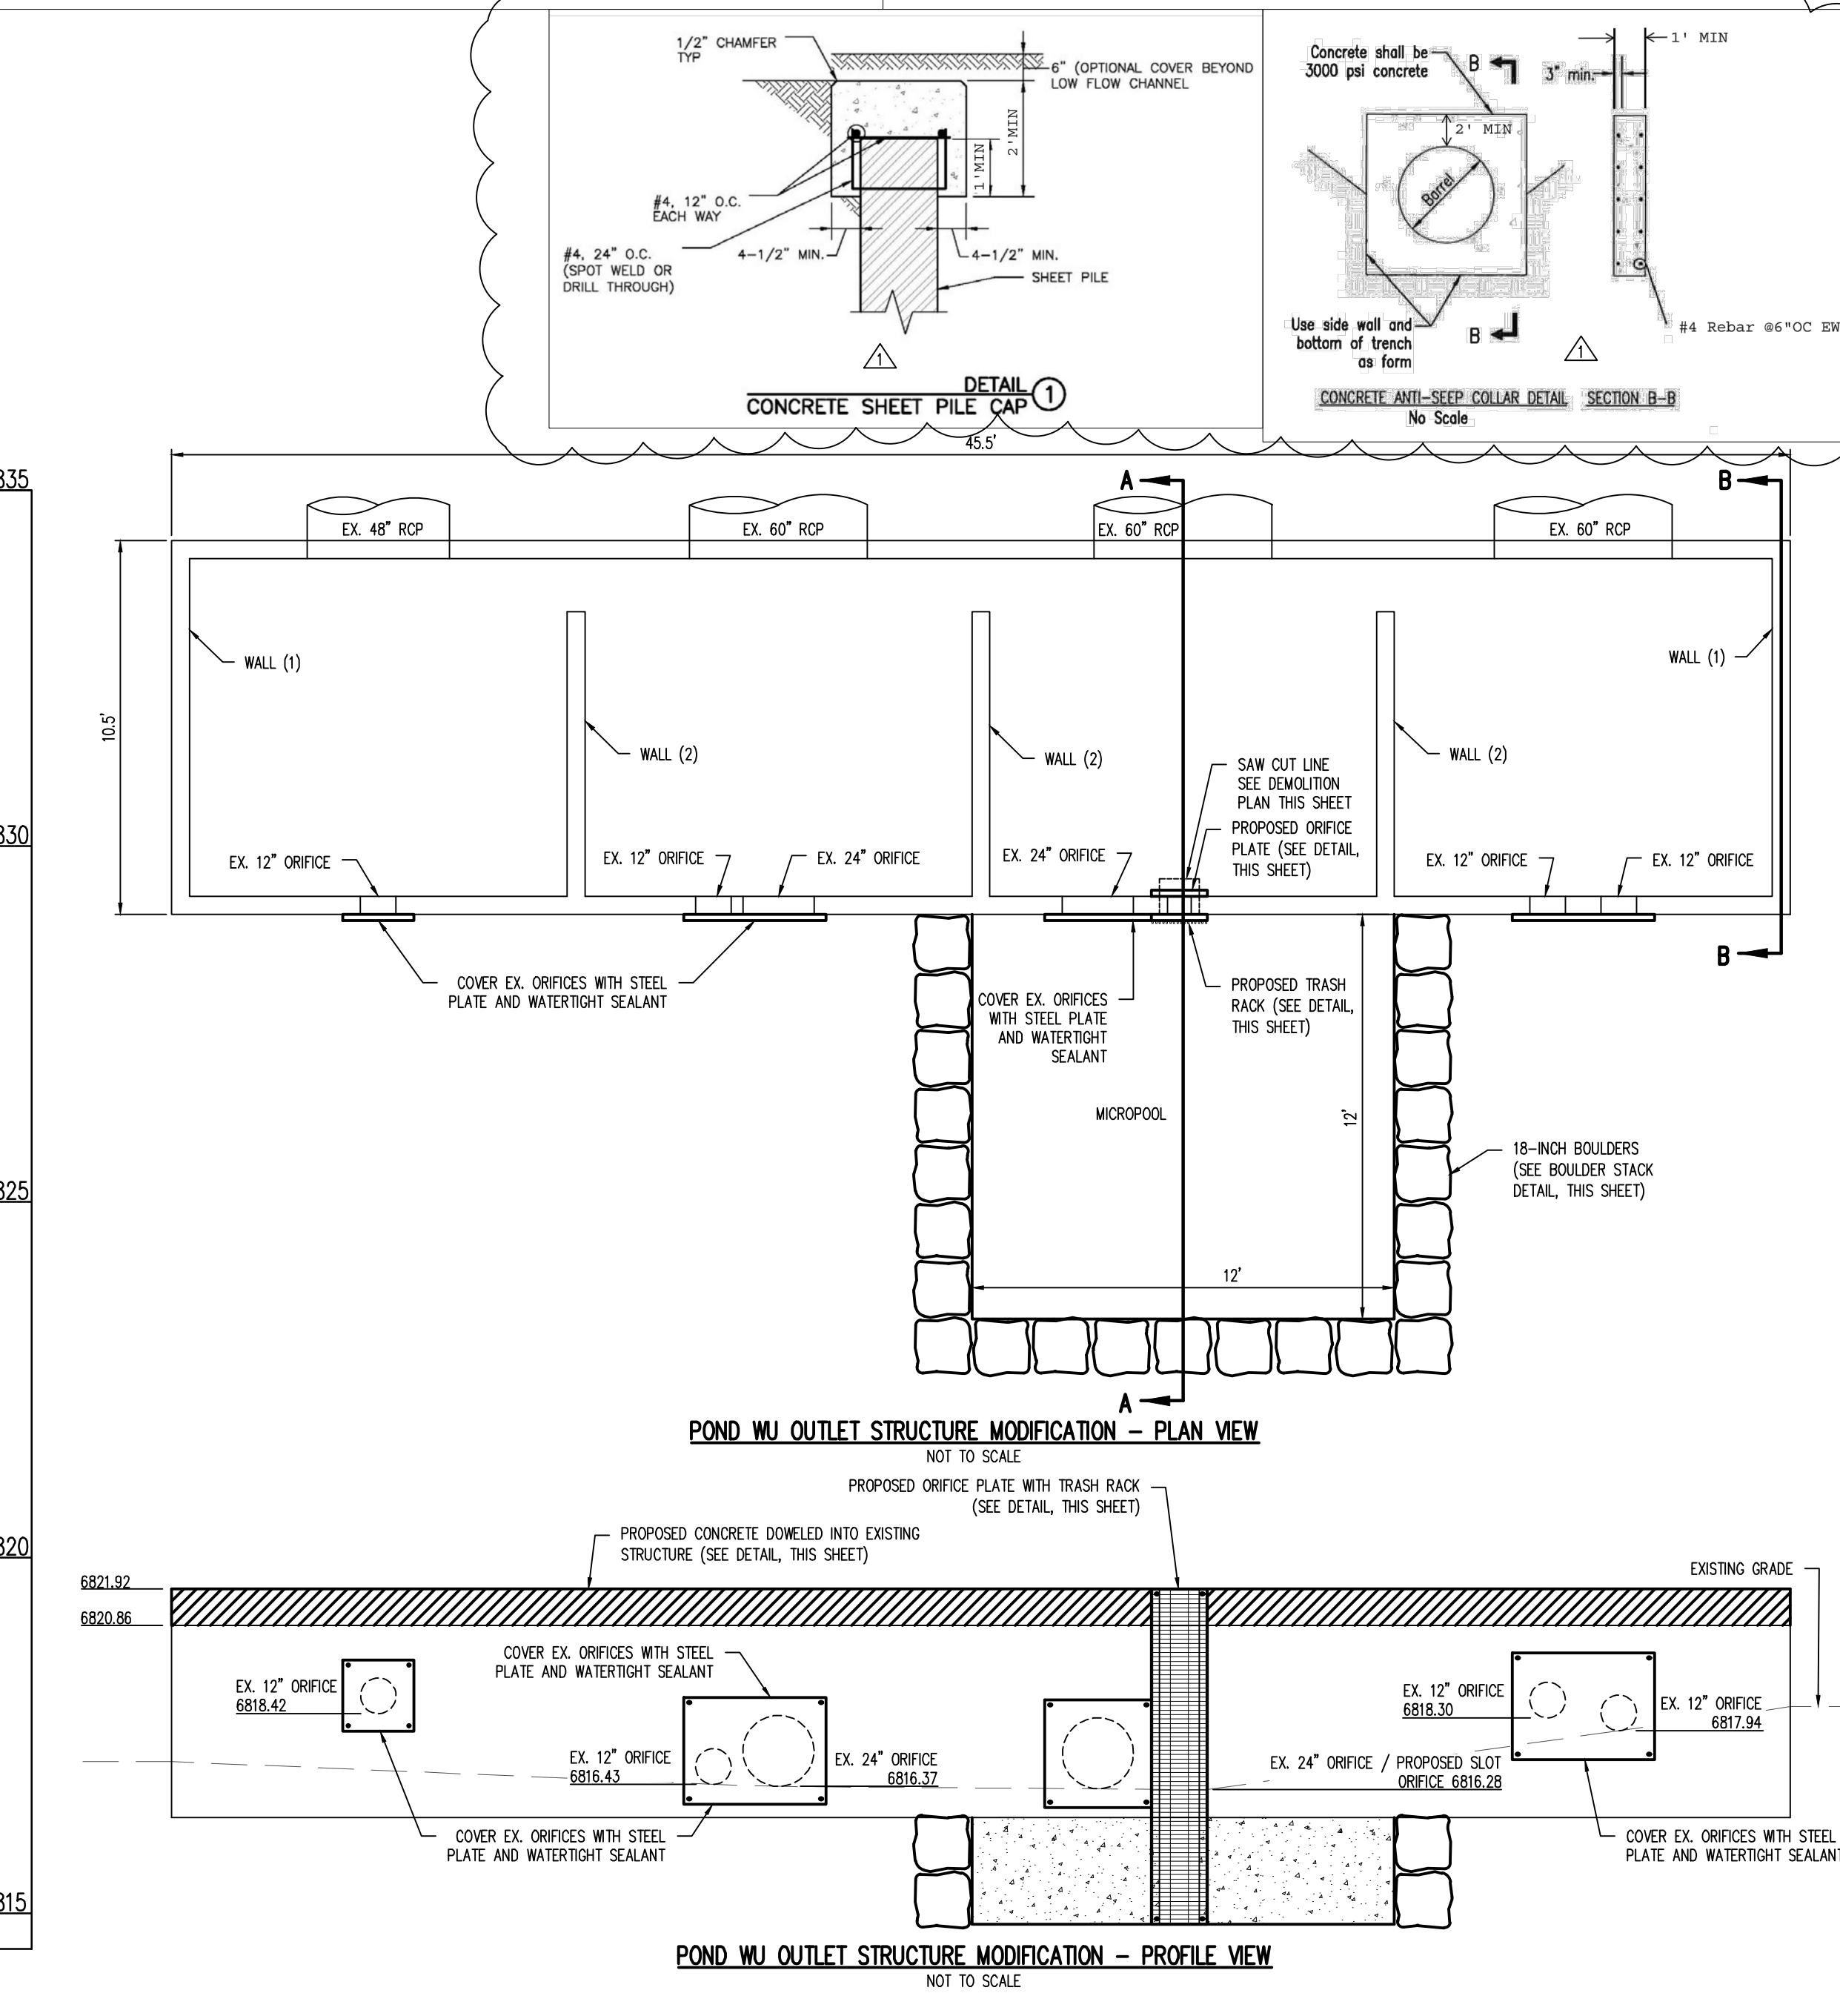 1/2" CHAMFER
TYP
6" (OPTIONAL COVER BEYOND
LOW FLOW CHANNEL
2'MIN
1'MIN
#4, 12" O.C.
EACH WAY
#4, 24" O.C.
(SPOT WELD OR
DRILL THROUGH)
4-1/2" MIN.
4-1/2" MIN.
SHEET PILE
1
DETAIL
CONCRETE SHEET PILE CAP
1
Concrete shall be
3000 psi concrete
B
3" min.
1' MIN
2' MIN
Barrel
Use side wall and
bottom of trench
as form
B
#4 Rebar @6"OC EW
1
CONCRETE ANTI-SEEP COLLAR DETAIL
SECTION B-B
No Scale
45.5'
A
B
EX. 48" RCP
EX. 60" RCP
EX. 60" RCP
EX. 60" RCP
10.5'
WALL (1)
WALL (2)
WALL (2)
WALL (2)
WALL (1)
SAW CUT LINE
SEE DEMOLITION
PLAN THIS SHEET
PROPOSED ORIFICE
PLATE (SEE DETAIL,
THIS SHEET)
EX. 12" ORIFICE
EX. 12" ORIFICE
EX. 24" ORIFICE
EX. 24" ORIFICE
EX. 12" ORIFICE
EX. 12" ORIFICE
COVER EX. ORIFICES WITH STEEL
PLATE AND WATERTIGHT SEALANT
COVER EX. ORIFICES
WITH STEEL PLATE
AND WATERTIGHT
SEALANT
PROPOSED TRASH
RACK (SEE DETAIL,
THIS SHEET)
B
MICROPOOL
12'
12'
18-INCH BOULDERS
(SEE BOULDER STACK
DETAIL, THIS SHEET)
A
POND WU OUTLET STRUCTURE MODIFICATION - PLAN VIEW
NOT TO SCALE
PROPOSED ORIFICE PLATE WITH TRASH RACK
(SEE DETAIL, THIS SHEET)
PROPOSED CONCRETE DOWELED INTO EXISTING
STRUCTURE (SEE DETAIL, THIS SHEET)
EXISTING GRADE
6821.92
6820.86
COVER EX. ORIFICES WITH STEEL
PLATE AND WATERTIGHT SEALANT
EX. 12" ORIFICE
6818.42
EX. 12" ORIFICE
6816.43
EX. 24" ORIFICE
6816.37
EX. 12" ORIFICE
6818.30
EX. 12" ORIFICE
6817.94
EX. 24" ORIFICE / PROPOSED SLOT
ORIFICE 6816.28
COVER EX. ORIFICES WITH STEEL
PLATE AND WATERTIGHT SEALANT
COVER EX. ORIFICES WITH STEEL
PLATE AND WATERTIGHT SEALANT
POND WU OUTLET STRUCTURE MODIFICATION - PROFILE VIEW
NOT TO SCALE